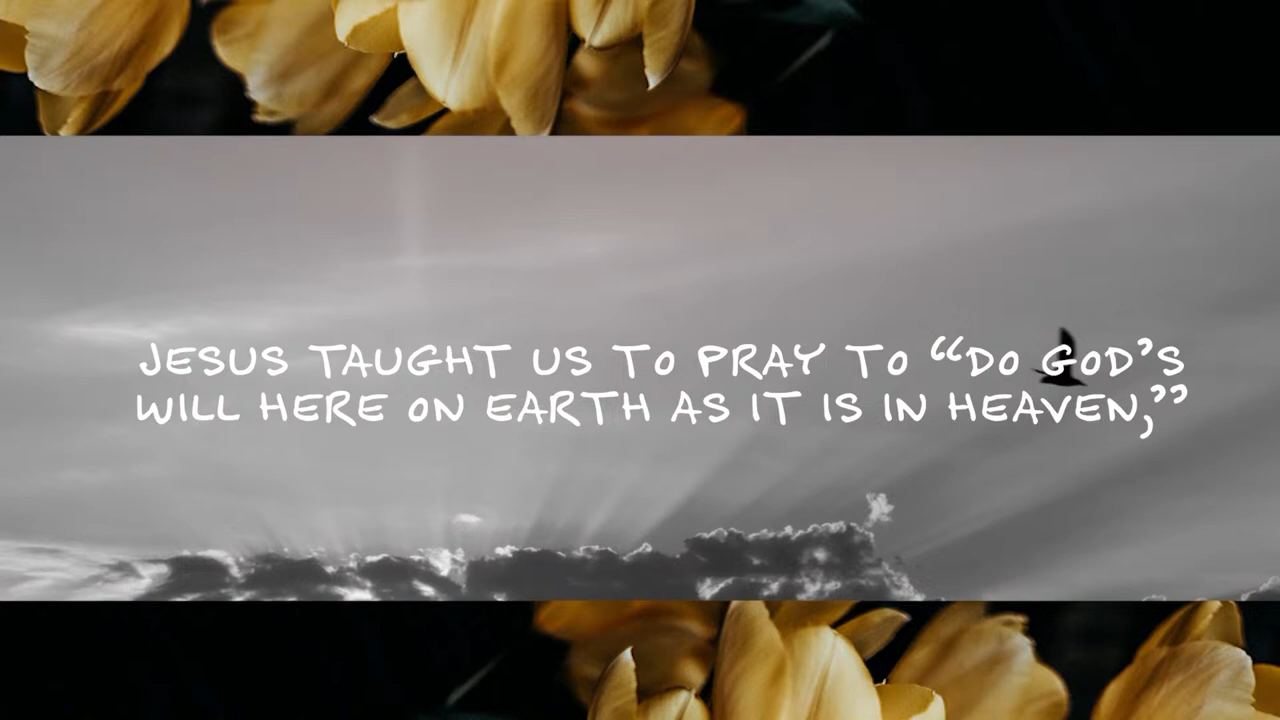 JESUS TAUGHT US TO PRAY TO “DO GOD’S
WILL HERE ON EARTH AS IT IS IN HEAVEN,”